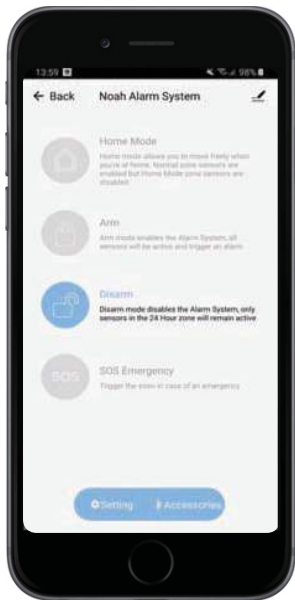 13:59 98%
← Back Noah Alarm System
Home Mode
Home mode allows you to move freely when
you're at home. Normal zone sensors are
enabled but Home Mode zone sensors are
disabled
Arm
Arm mode enables the Alarm System, all
sensors will be active and trigger an alarm
Disarm
Disarm mode disables the Alarm System, only
sensors in the 24 Hour zone will remain active
SOS
SOS Emergency
Trigger the siren in case of an emergency
Setting Accessories